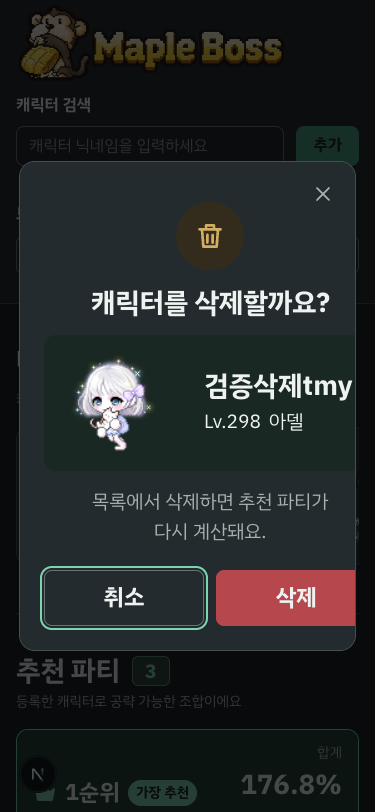 Maple Boss
캐릭터 검색
캐릭터 닉네임을 입력하세요
추가
캐릭터를 삭제할까요?
검증삭제tmy
Lv.298 아델
목록에서 삭제하면 추천 파티가
다시 계산돼요.
취소
삭제
추천 파티 3
등록한 캐릭터로 공략 가능한 조합이에요
합계
N
1순위 가장 추천
176.8%